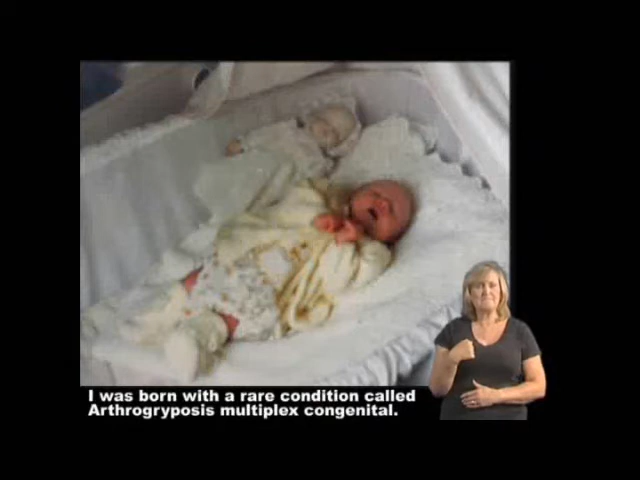 I was born with a rare condition called
Arthrogryposis multiplex congenital.